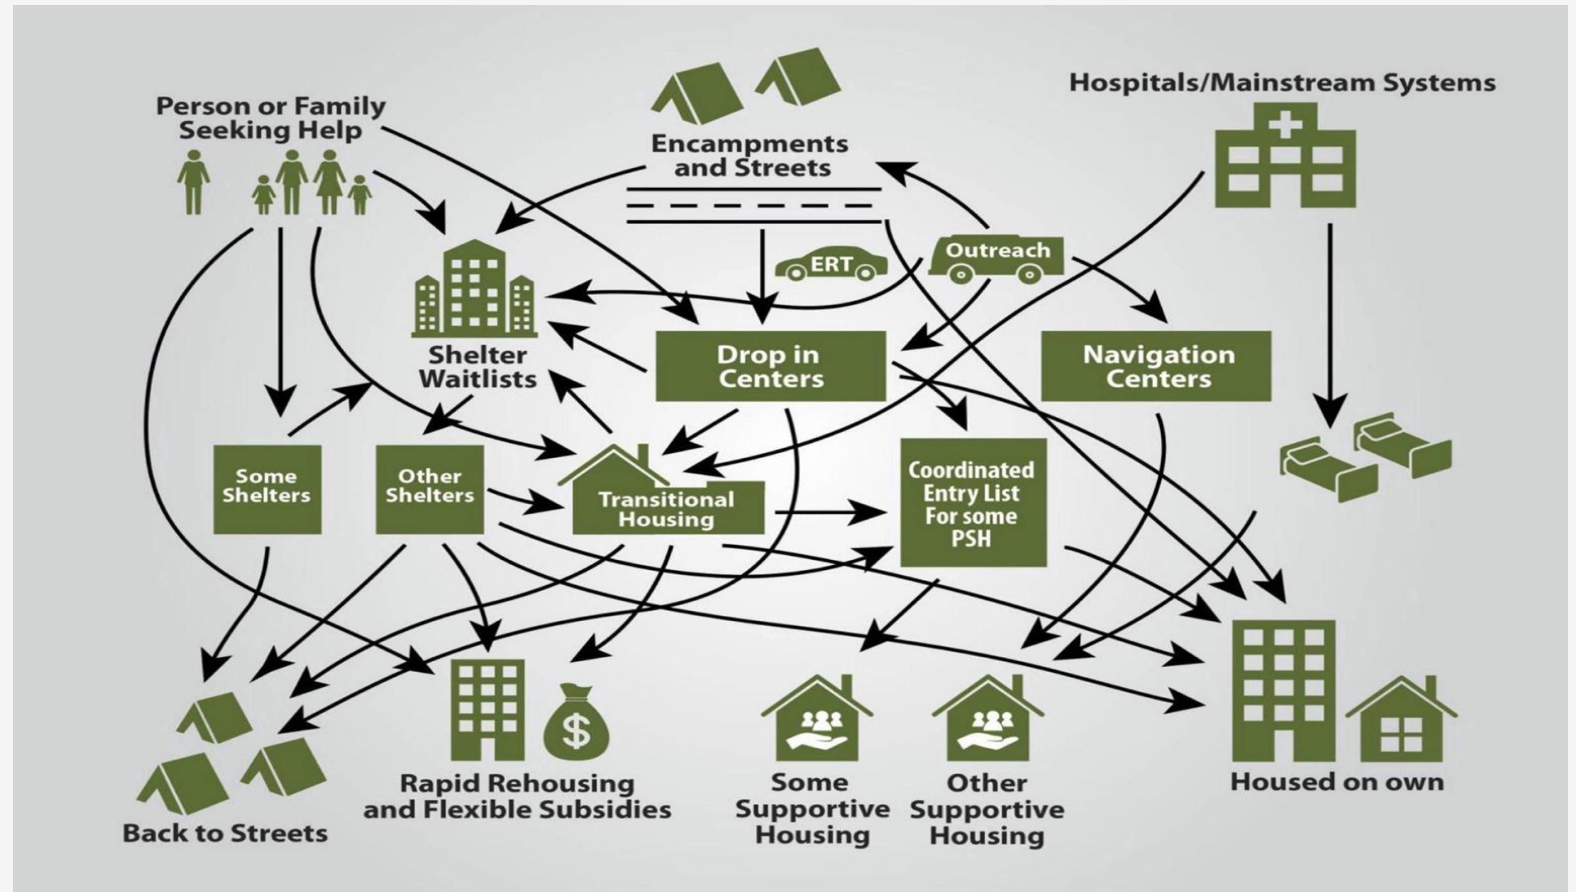 Person or Family
Seeking Help
Encampments
and Streets
Hospitals/Mainstream Systems
ERT
Outreach
Shelter
Waitlists
Drop in
Centers
Navigation
Centers
Some
Shelters
Other
Shelters
Transitional
Housing
Coordinated
Entry List
For some
PSH
$
Back to Streets
Rapid Rehousing
and Flexible Subsidies
Some
Supportive
Housing
Other
Supportive
Housing
Housed on own